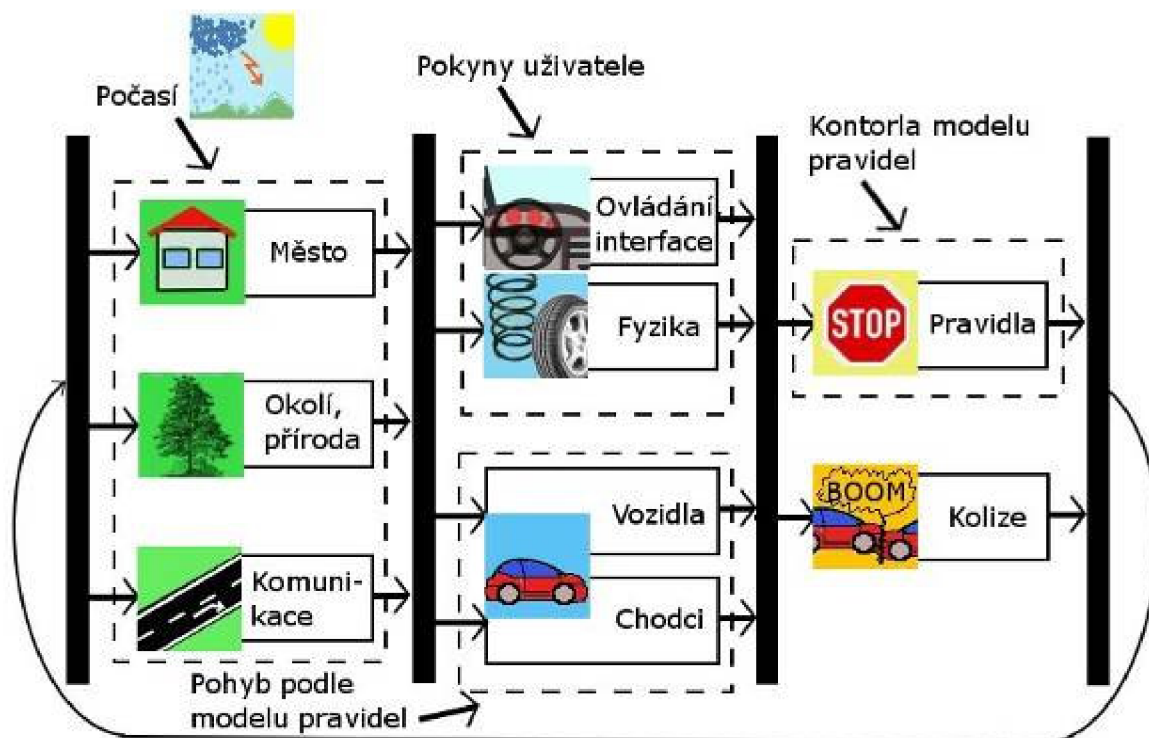 Počasí
Pokyny uživatele
Kontorla modelu
pravidel
Město
Okolí,
příroda
Komuni-
kace
Ovládání
interface
Fyzika
Vozidla
Chodci
STOP
Pravidla
BOOM
Kolize
Pohyb podle
modelu pravidel